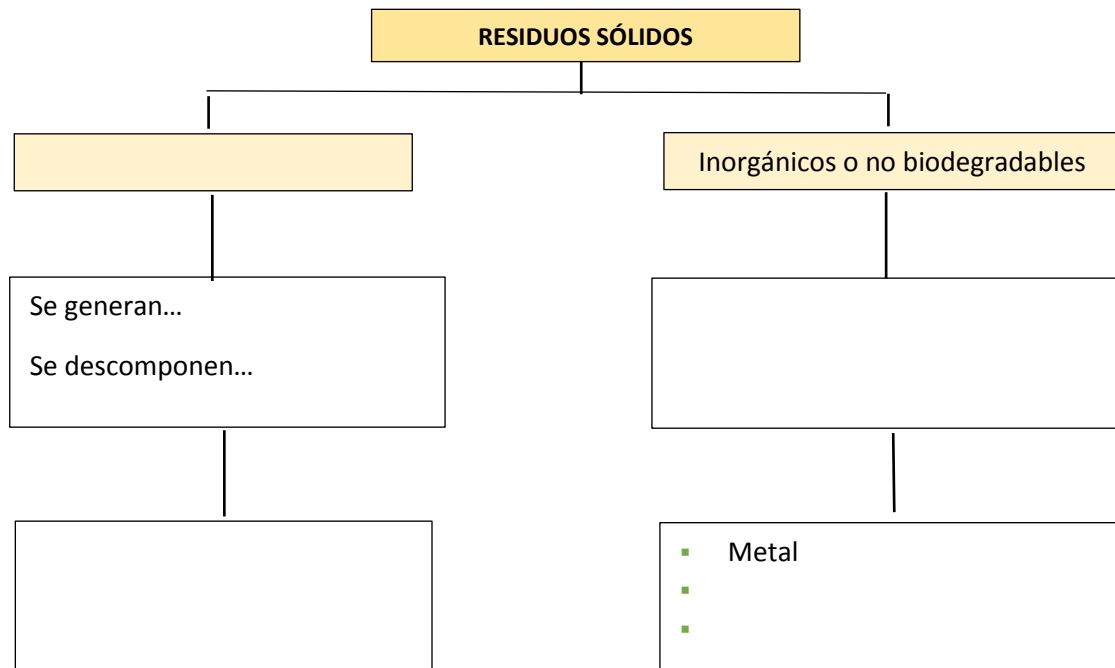 RESIDUOS SÓLIDOS
Inorgánicos o no biodegradables
Se generan…
Se descomponen…
Metal